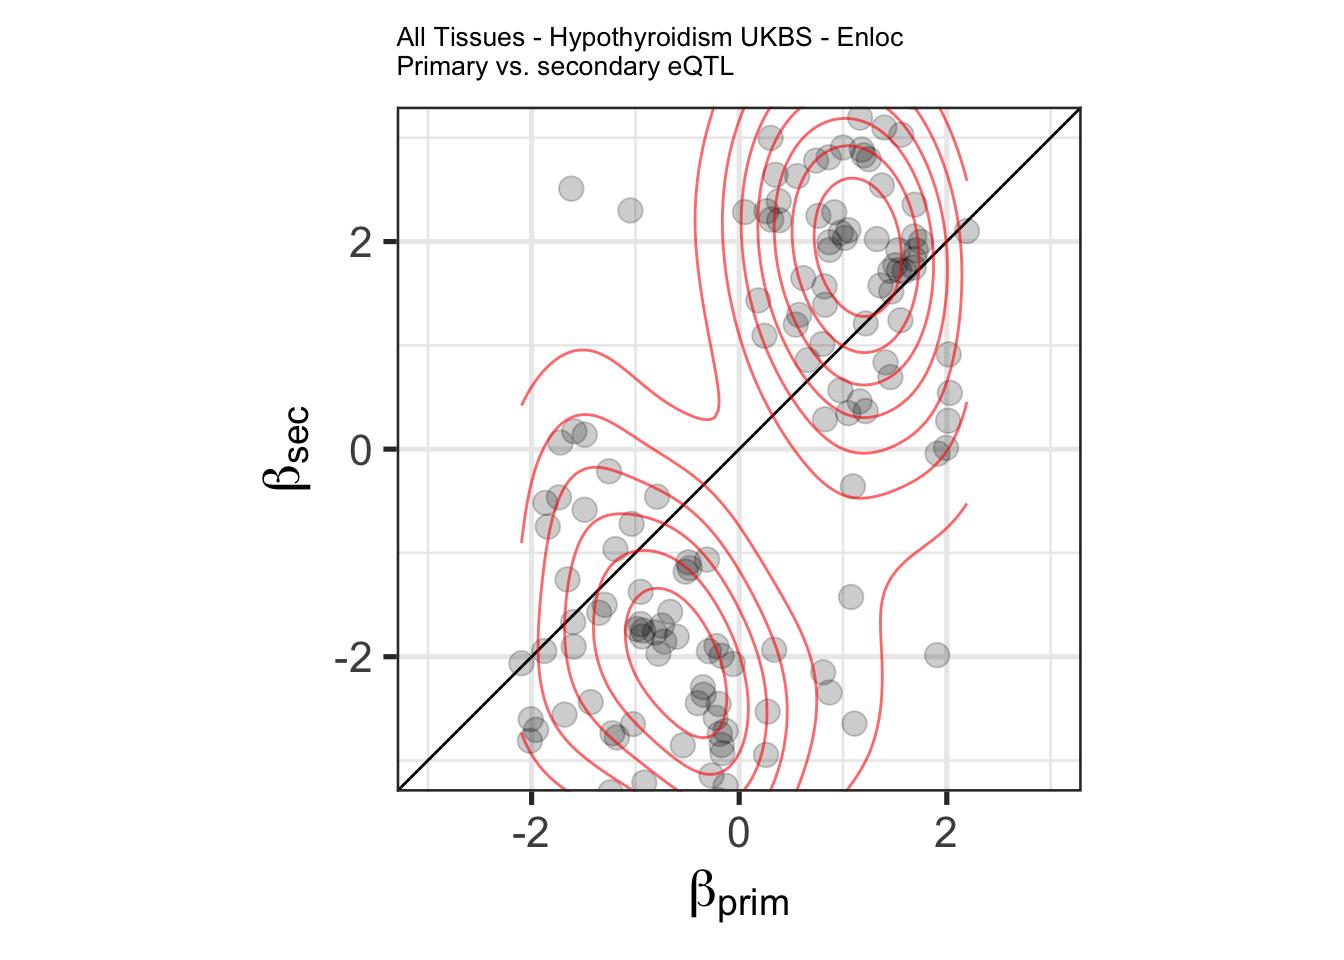 All Tissues - Hypothyroidism UKBS - Enloc
Primary vs. secondary eQTL
βsec
2
0
-2
-2 0 2
βprim